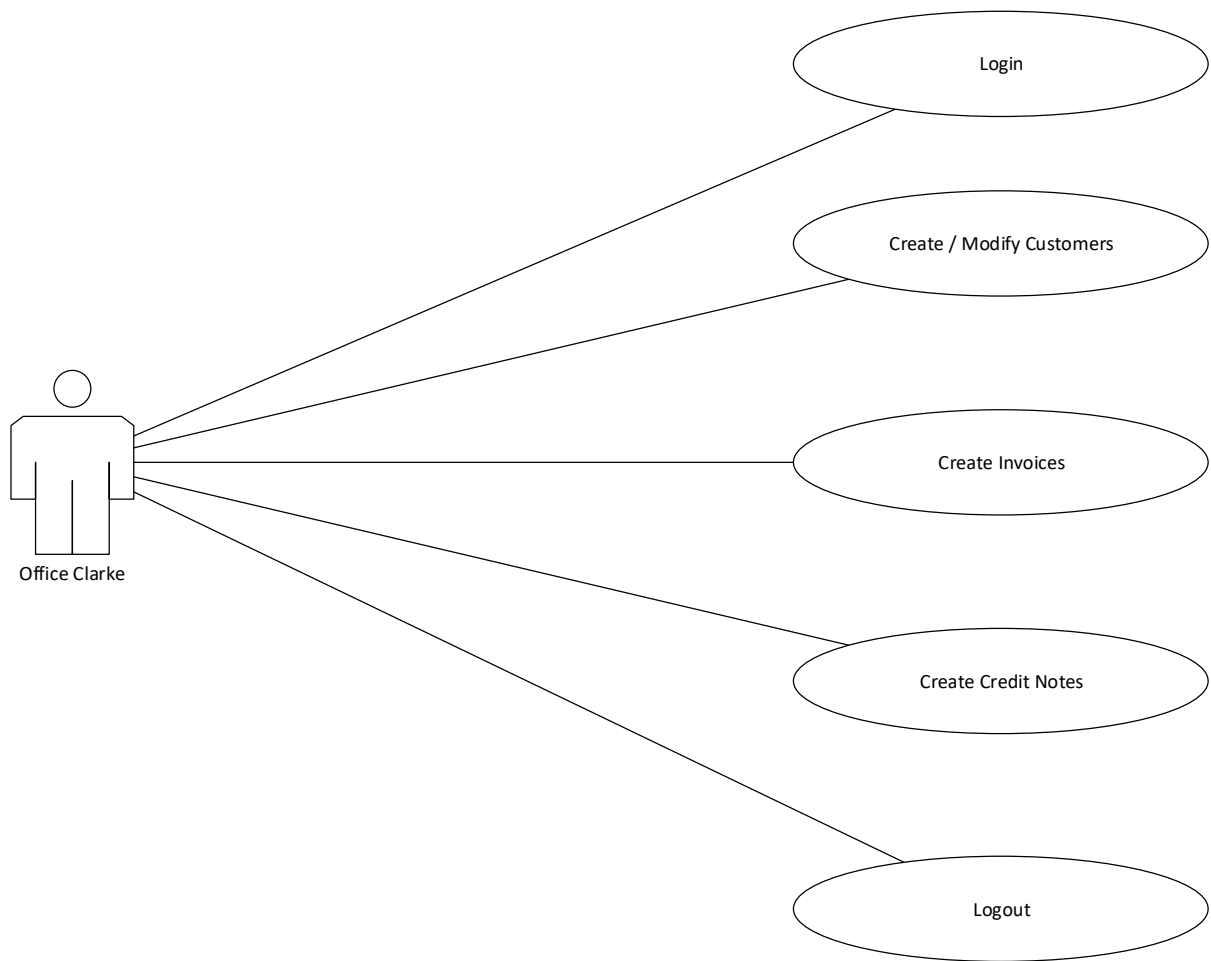 Login
Create / Modify Customers
Create Invoices
Office Clarke
Create Credit Notes
Logout